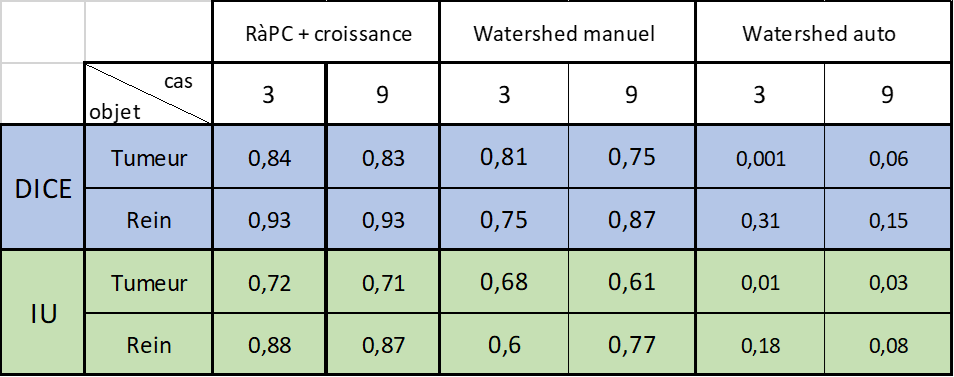 RàPC + croissance Watershed manuel Watershed auto
cas
objet
3 9 3 9 3 9
DICE
Tumeur 0,84 0,83 0,81 0,75 0,001 0,06
Rein 0,93 0,93 0,75 0,87 0,31 0,15
IU
Tumeur 0,72 0,71 0,68 0,61 0,01 0,03
Rein 0,88 0,87 0,6 0,77 0,18 0,08